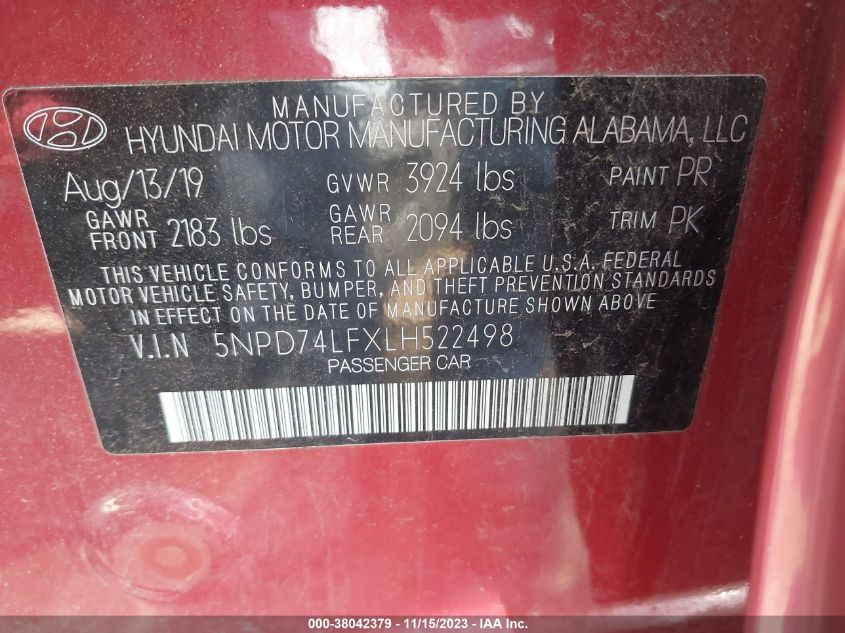 MANUFACTURED BY
HYUNDAI MOTOR MANUFACTURING ALABAMA, LLC
Aug/13/19 GVWR 3924 lbs PAINT PR
GAWR FRONT 2183 lbs GAWR REAR 2094 lbs TRIM PK
THIS VEHICLE CONFORMS TO ALL APPLICABLE U.S.A. FEDERAL
MOTOR VEHICLE SAFETY, BUMPER, AND THEFT PREVENTION STANDARDS
IN EFFECT ON THE DATE OF MANUFACTURE SHOWN ABOVE
V.I.N 5NPD74LFXLH522498
PASSENGER CAR
000-38042379 - 11/15/2023 - IAA Inc.